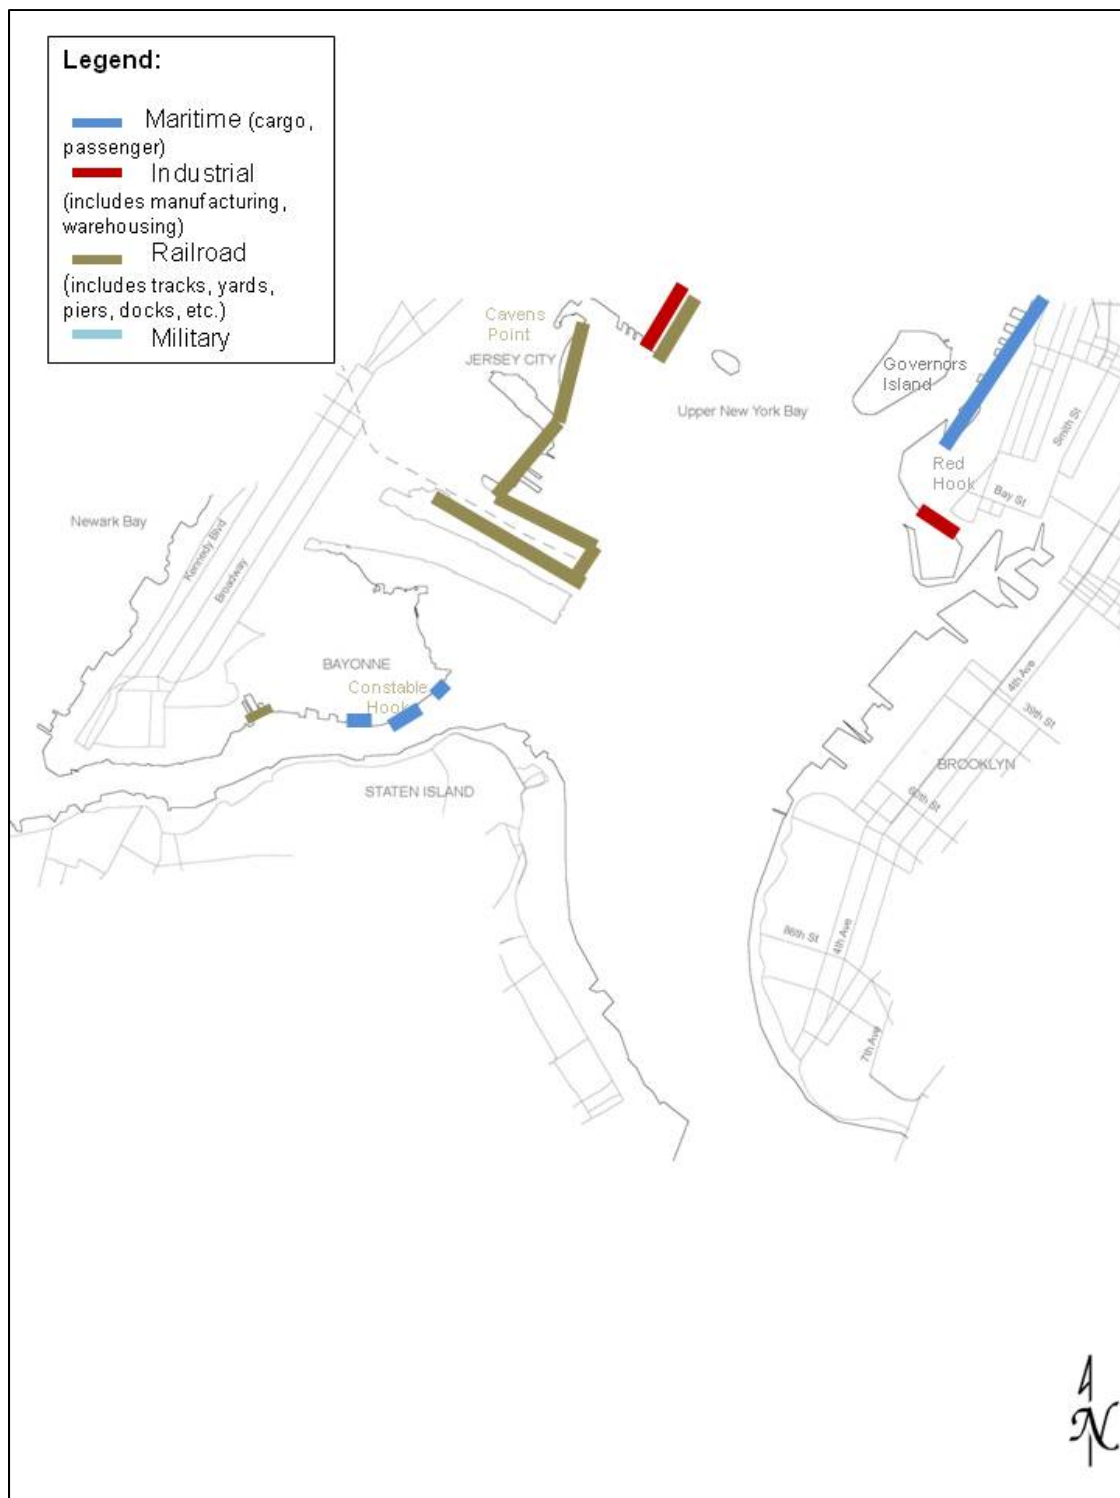 Legend:
Maritime (cargo,
passenger)
Industrial
(includes manufacturing,
warehousing)
Railroad
(includes tracks, yards,
piers, docks, etc.)
Military
Cavens
Point
JERSEY CITY
Upper New York Bay
Governors
Island
Smith St
Red
Hook
Bay St
Newark Bay
Kennedy Blvd
Broadway
BAYONNE
Constable
Hook
STATEN ISLAND
4th Ave
39th St
BROOKLYN
60th St
86th St
4th Ave
7th Ave
N